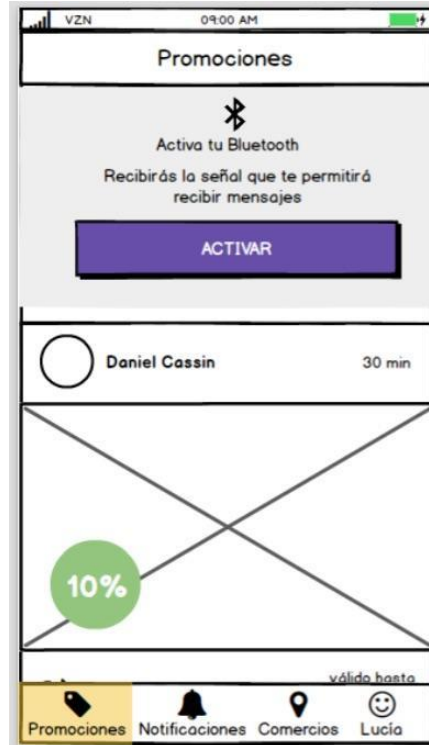 VZN 09:00 AM
Promociones
Activa tu Bluetooth
Recibirás la señal que te permitirá
recibir mensajes
ACTIVAR
Daniel Cassin 30 min
10%
válido hasta
Promociones Notificaciones Comercios Lucía